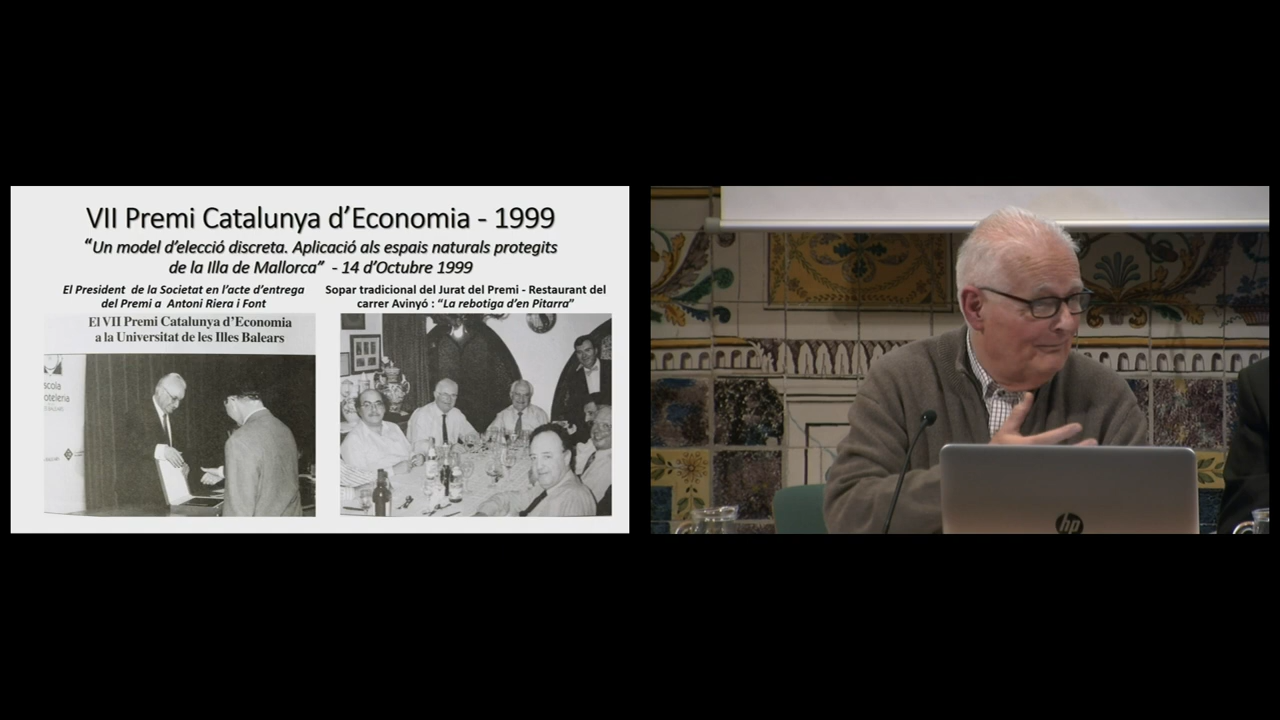 VII Premi Catalunya d’Economia - 1999
“Un model d’elecció discreta. Aplicació als espais naturals protegits
de la Illa de Mallorca” - 14 d’Octubre 1999
El President de la Societat en l’acte d’entrega
del Premi a Antoni Riera i Font
Sopar tradicional del Jurat del Premi - Restaurant del
carrer Avinyó : “La rebotiga d’en Pitarra”
El VII Premi Catalunya d’Economia
a la Universitat de les Illes Balears
scola
oteleria
hp